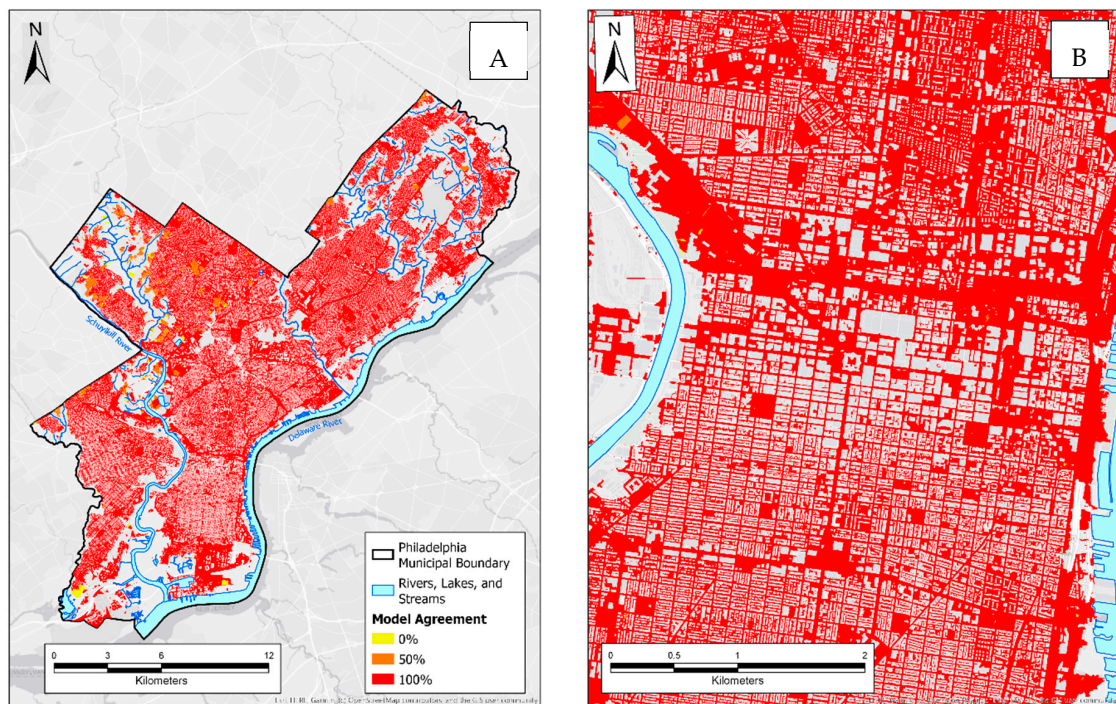 N
A
Schuylkill River
Delaware River
Philadelphia
Municipal Boundary
Rivers, Lakes, and
Streams
Model Agreement
0%
50%
100%
0 3 6 12
Kilometers
N
B
0 0.5 1 2
Kilometers